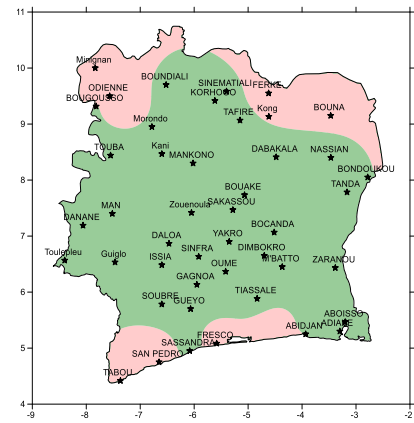 11
Minignan
10
BOUNDIALI
SINEMATIALI FERKE
ODIENNE
KORHOGO
BOUGOUSSO
Kong
BOUNA
TAFIRE
9
Morondo
TOUBA
Kani
MANKONO
DABAKALA
NASSIAN
BONDOUKOU
8
TANDA
BOUAKE
Zouenoula
SAKASSOU
MAN
DANANE
BOCANDA
7
DALOA
YAKRO
DIMBOKRO
Toulepleu
Guiglo
SINFRA
M'BATTO
ZARANOU
ISSIA
OUME
GAGNOA
6
SOUBRE
GUEYO
TIASSALE
ABOISSO
ADIAKE
ABIDJAN
FRESCO
SASSANDRA
5
SAN PEDRO
TABOU
4
-9 -8 -7 -6 -5 -4 -3 -2